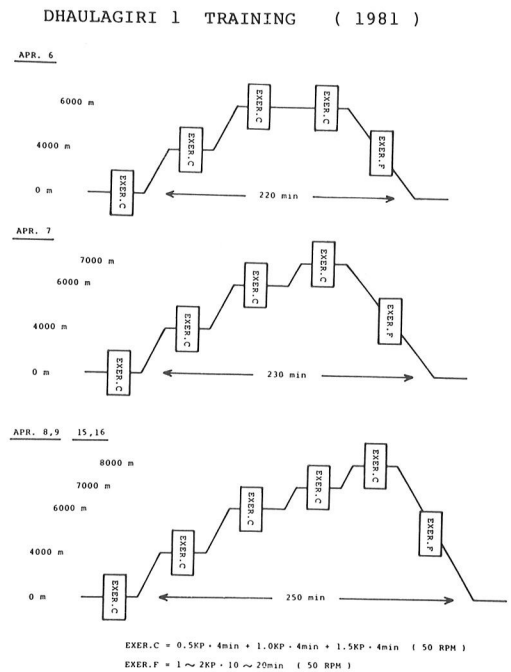 DHAULAGIRI 1 TRAINING ( 1981 )
APR. 6
6000 m
4000 m
0 m
EXER.C
EXER.C
EXER.C
EXER.C
EXER.F
220 min
APR. 7
7000 m
6000 m
4000 m
0 m
EXER.C
EXER.C
EXER.C
EXER.C
EXER.F
230 min
APR. 8,9 15,16
8000 m
7000 m
6000 m
4000 m
0 m
EXER.C
EXER.C
EXER.C
EXER.C
EXER.C
EXER.F
250 min
EXER.C = 0.5KP · 4min + 1.0KP · 4min + 1.5KP · 4min ( 50 RPM )
EXER.F = 1 ~ 2KP · 10 ~ 20min ( 50 RPM )